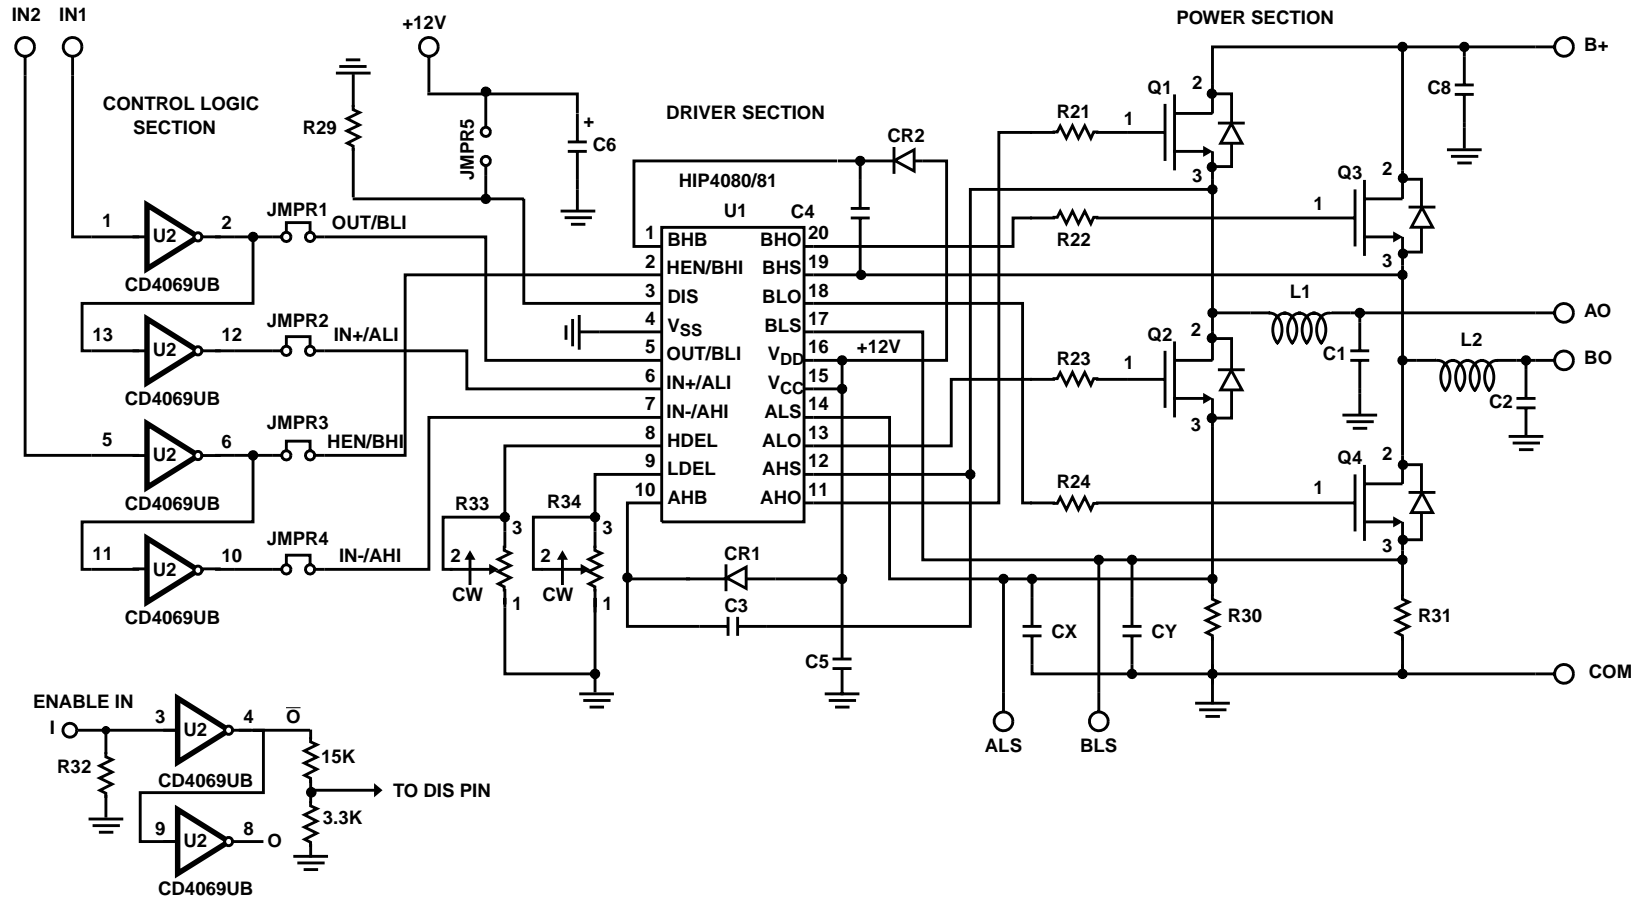 IN2 IN1
+12V
POWER SECTION
B+
CONTROL LOGIC
SECTION
R29
JMPR5
+
C6
DRIVER SECTION
CR2
HIP4080/81
U1
C4
R21
1
Q1
2
3
C8
R22
1
Q3
2
3
1
U2
2
CD4069UB
JMPR1
OUT/BLI
13
U2
12
CD4069UB
JMPR2
IN+/ALI
5
U2
6
CD4069UB
JMPR3
HEN/BHI
11
U2
10
CD4069UB
JMPR4
IN-/AHI
1 BHB BHO 20
2 HEN/BHI BHS 19
3 DIS BLO 18
4 VSS BLS 17
5 OUT/BLI VDD 16 +12V
6 IN+/ALI VCC 15
7 IN-/AHI ALS 14
8 HDEL ALO 13
9 LDEL AHS 12
10 AHB AHO 11
L1
AO
C1
L2
BO
C2
R23
1
Q2
2
3
R24
1
Q4
2
3
R33
3
2
CW
1
R34
3
2
CW
1
CR1
C3
C5
CX
CY
R30
R31
COM
ALS
BLS
ENABLE IN
I
R32
3
U2
4
O
CD4069UB
15K
TO DIS PIN
3.3K
9
U2
8
O
CD4069UB